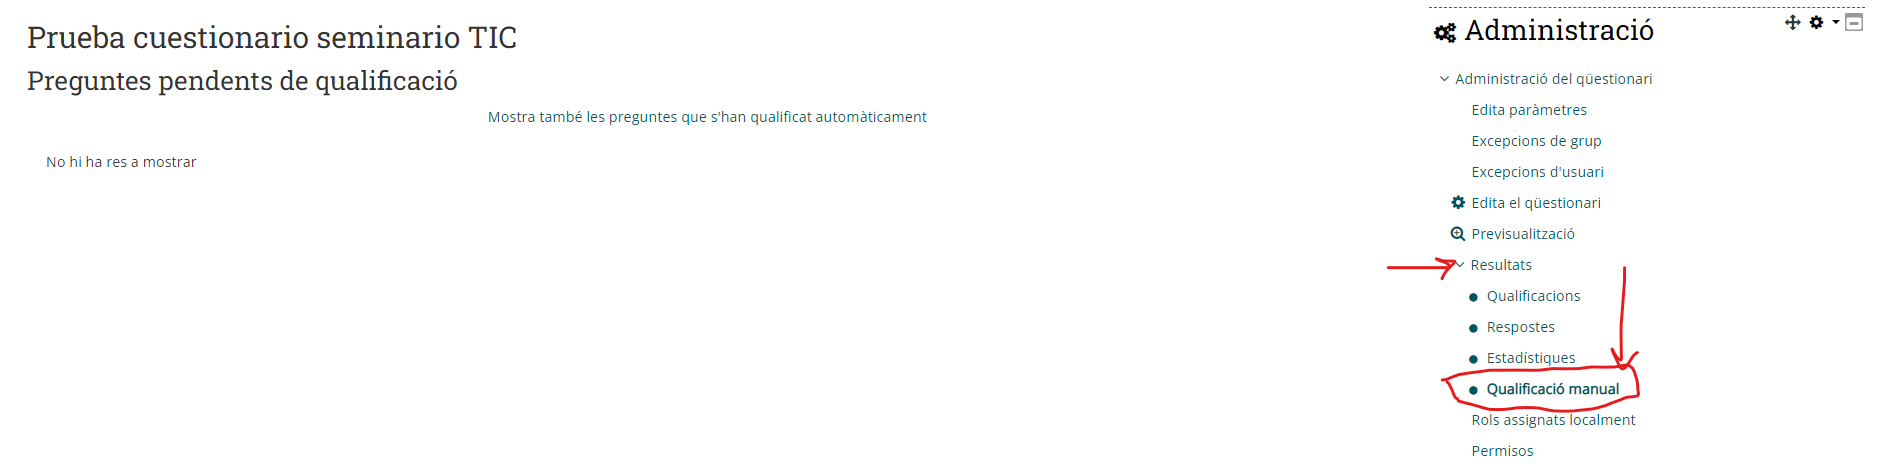 Prueba cuestionario seminario TIC
Preguntes pendents de qualificació
Mostra també les preguntes que s'han qualificat automàticament
No hi ha res a mostrar
Administració
Administració del qüestionari
Edita paràmetres
Excepcions de grup
Excepcions d'usuari
Edita el qüestionari
Previsualització
Resultats
Qualificacions
Respostes
Estadístiques
Qualificació manual
Rols assignats localment
Permisos